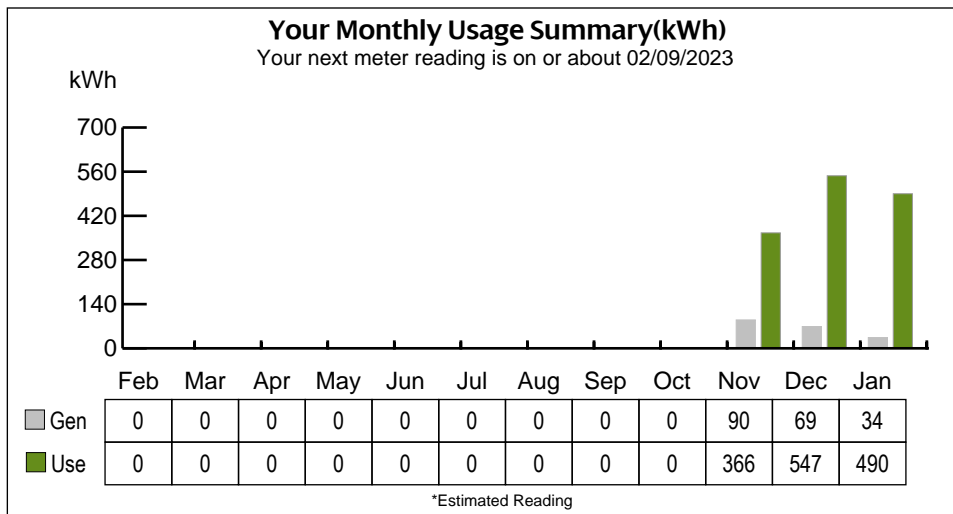 Your Monthly Usage Summary(kWh)
Your next meter reading is on or about 02/09/2023
kWh
700
560
420
280
140
0
Feb Mar Apr May Jun Jul Aug Sep Oct Nov Dec Jan
Gen 0 0 0 0 0 0 0 0 0 90 69 34
Use 0 0 0 0 0 0 0 0 0 366 547 490
*Estimated Reading